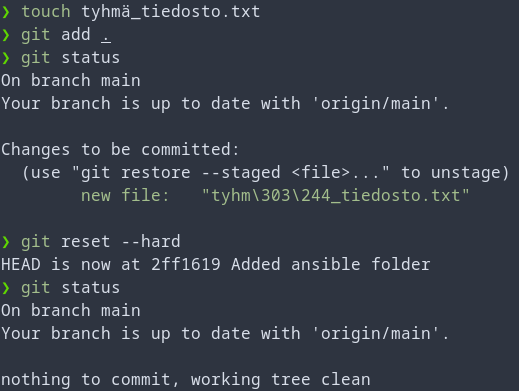 ❯ touch tyhmä_tiedosto.txt
❯ git add .
❯ git status
On branch main
Your branch is up to date with 'origin/main'.
Changes to be committed:
  (use "git restore --staged <file>..." to unstage)
        new file:   "tyhm\303\244_tiedosto.txt"
❯ git reset --hard
HEAD is now at 2ff1619 Added ansible folder
❯ git status
On branch main
Your branch is up to date with 'origin/main'.
nothing to commit, working tree clean